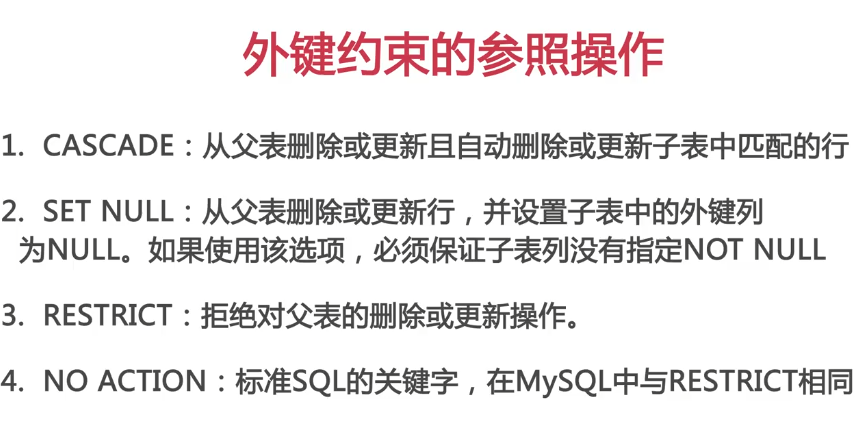 外键约束的参照操作
1. CASCADE：从父表删除或更新且自动删除或更新子表中匹配的行
2. SET NULL：从父表删除或更新行，并设置子表中的外键列
为NULL。如果使用该选项，必须保证子表列没有指定NOT NULL
3. RESTRICT：拒绝对父表的删除或更新操作。
4. NO ACTION：标准SQL的关键字，在MySQL中与RESTRICT相同